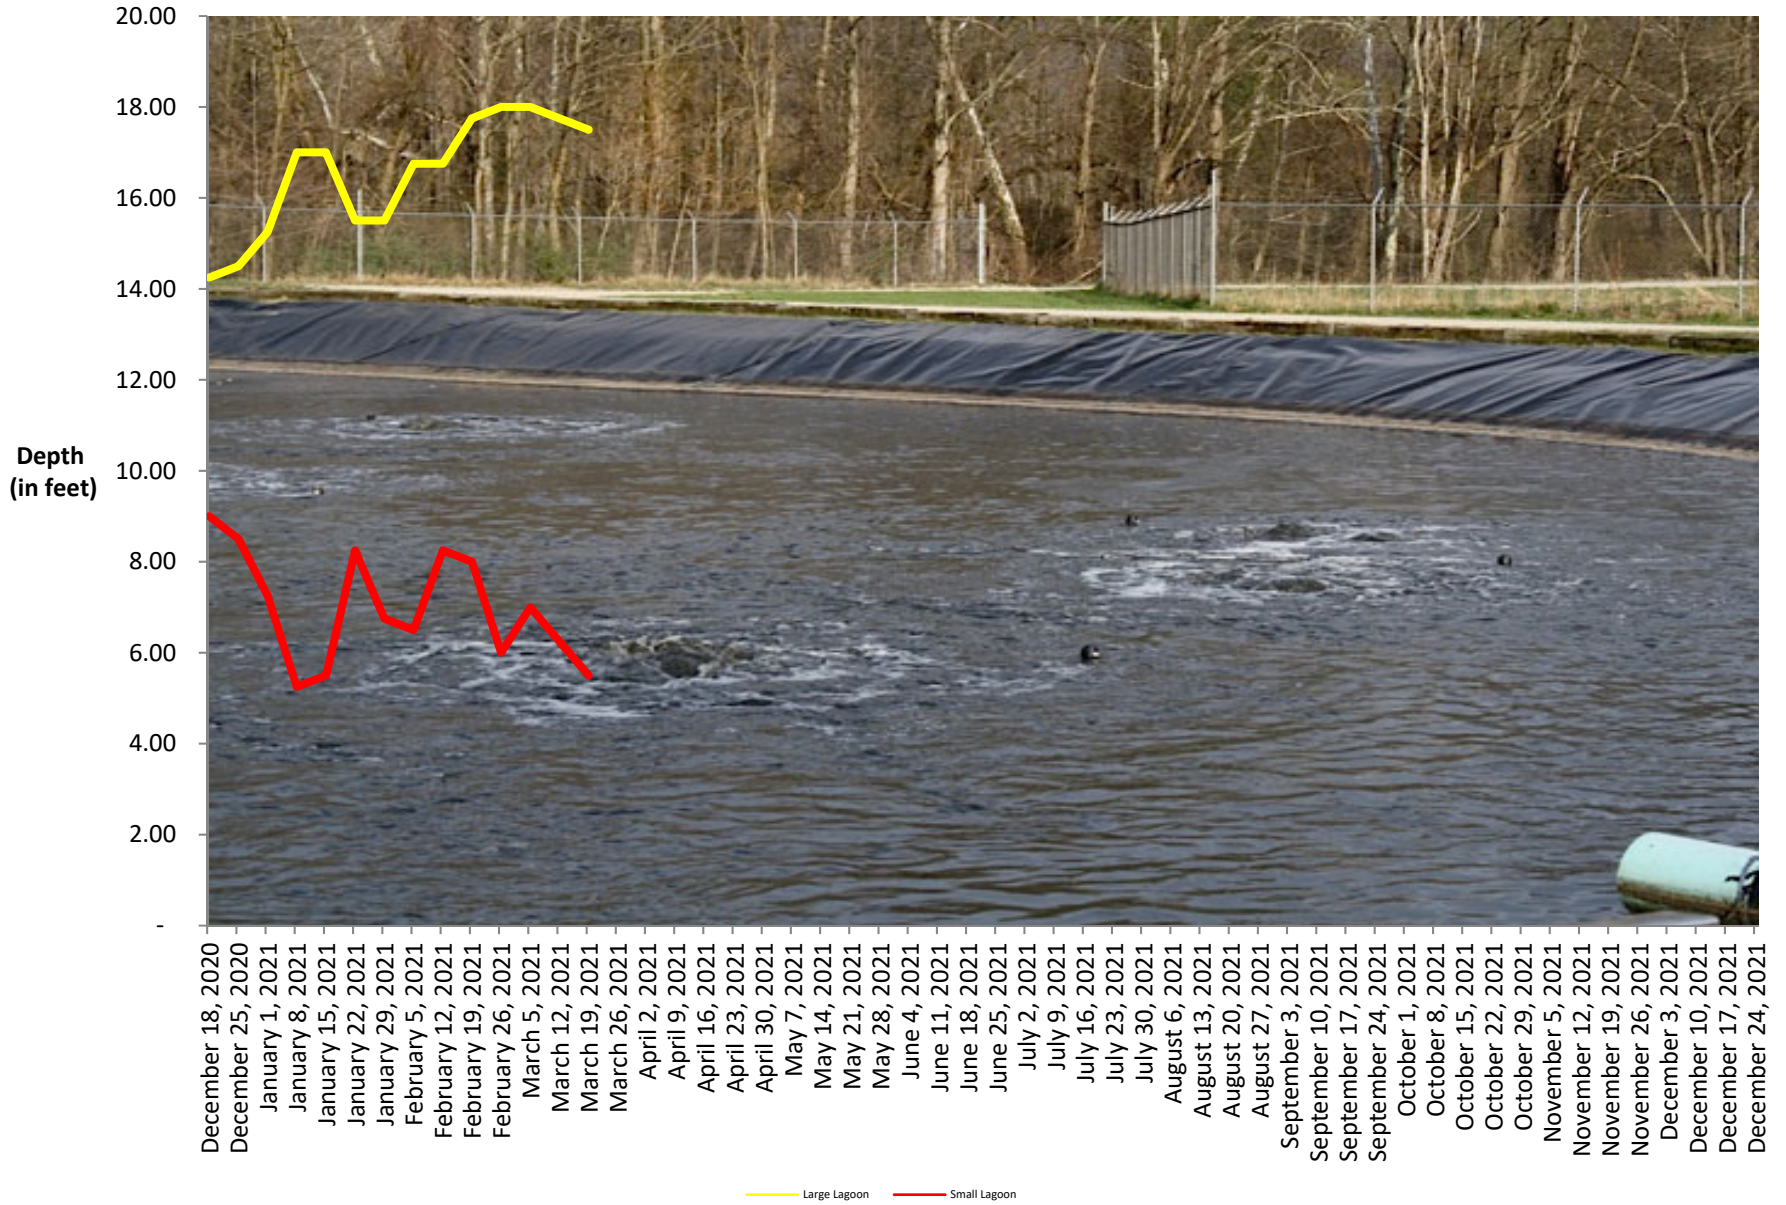 20.00
18.00
16.00
14.00
12.00
10.00
8.00
6.00
4.00
2.00
-
Depth
(in feet)
December 18, 2020
December 25, 2020
January 1, 2021
January 8, 2021
January 15, 2021
January 22, 2021
January 29, 2021
February 5, 2021
February 12, 2021
February 19, 2021
February 26, 2021
March 5, 2021
March 12, 2021
March 19, 2021
March 26, 2021
April 2, 2021
April 9, 2021
April 16, 2021
April 23, 2021
April 30, 2021
May 7, 2021
May 14, 2021
May 21, 2021
May 28, 2021
June 4, 2021
June 11, 2021
June 18, 2021
June 25, 2021
July 2, 2021
July 9, 2021
July 16, 2021
July 23, 2021
July 30, 2021
August 6, 2021
August 13, 2021
August 20, 2021
August 27, 2021
September 3, 2021
September 10, 2021
September 17, 2021
September 24, 2021
October 1, 2021
October 8, 2021
October 15, 2021
October 22, 2021
October 29, 2021
November 5, 2021
November 12, 2021
November 19, 2021
November 26, 2021
December 3, 2021
December 10, 2021
December 17, 2021
December 24, 2021
Large Lagoon
Small Lagoon